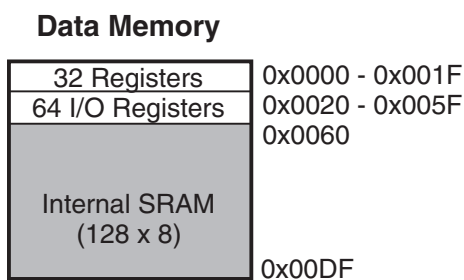 Data Memory
32 Registers 0x0000 - 0x001F
64 I/O Registers 0x0020 - 0x005F
0x0060
Internal SRAM
(128 x 8)
0x00DF